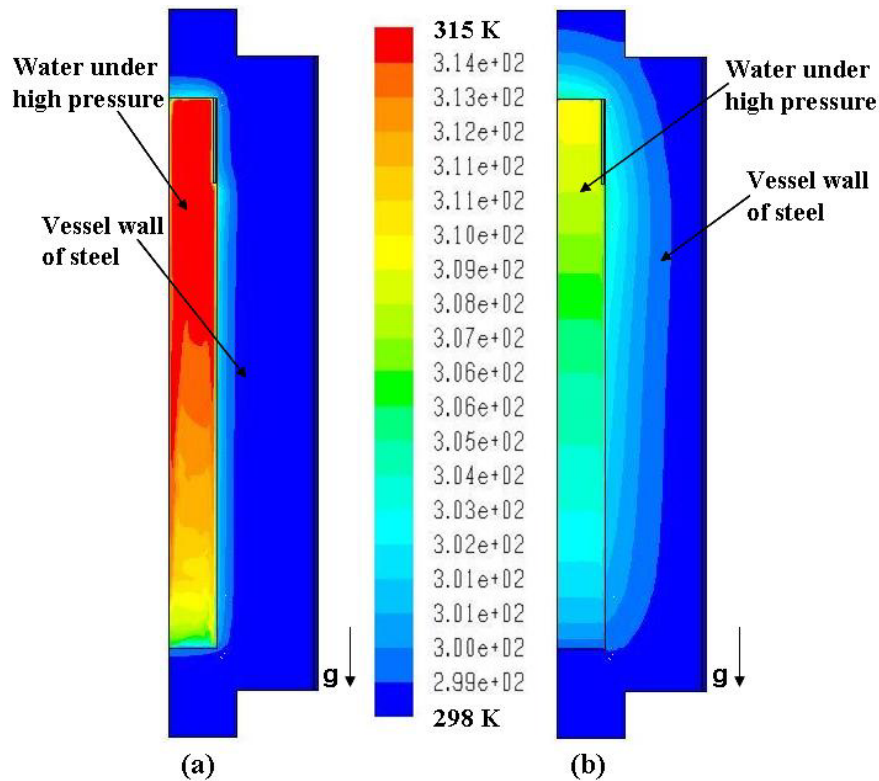 Water under
high pressure
Vessel wall
of steel
g
(a)
315 K
3.14e+02
3.13e+02
3.12e+02
3.11e+02
3.11e+02
3.10e+02
3.09e+02
3.08e+02
3.07e+02
3.06e+02
3.06e+02
3.05e+02
3.04e+02
3.03e+02
3.02e+02
3.01e+02
3.01e+02
3.00e+02
2.99e+02
298 K
Water under
high pressure
Vessel wall
of steel
g
(b)